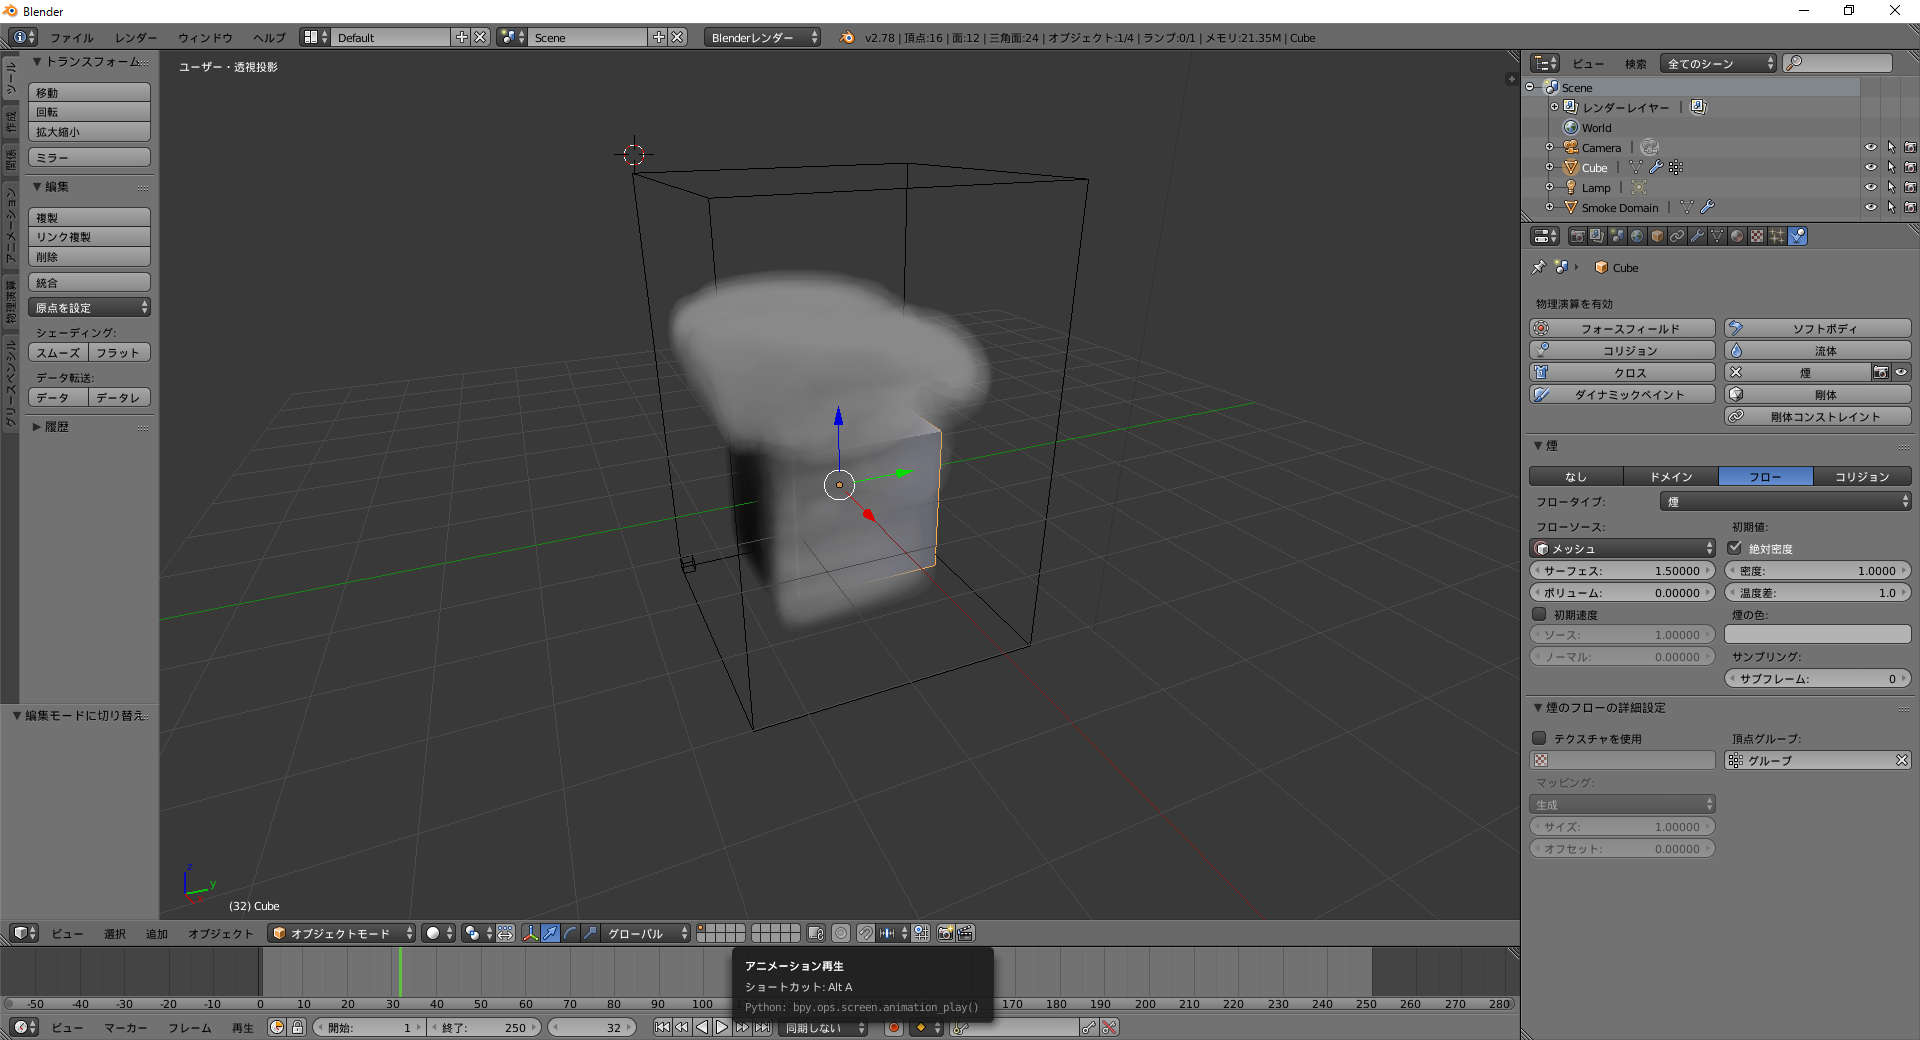 Blender
ファイル レンダー ウィンドウ ヘルプ Default Scene Blenderレンダー v2.78 | 頂点:16 | 面:12 | 三角面:24 | オブジェクト:1/4 | ランプ:0/1 | メモリ:21.35M | Cube
ツール
作成
関係
アニメーション
物理演算
グリースペンシル
トランスフォーム
移動
回転
拡大縮小
ミラー
編集
複製
リンク複製
削除
統合
原点を設定
シェーディング:
スムーズ フラット
データ転送:
データ データレ
履歴
編集モードに切り替え
ユーザー・透視投影
z
y
(32) Cube
ビュー 検索 全てのシーン
Scene
レンダーレイヤー
World
Camera
Cube
Lamp
Smoke Domain
Cube
物理演算を有効
フォースフィールド ソフトボディ
コリジョン 流体
クロス 煙
ダイナミックペイント 剛体
剛体コンストレイント
煙
なし ドメイン フロー コリジョン
フロータイプ: 煙
フローソース: 初期値:
メッシュ 絶対密度
サーフェス: 1.50000 密度: 1.0000
ボリューム: 0.00000 温度差: 1.0
初期速度 煙の色:
ソース: 1.00000
ノーマル: 0.00000 サンプリング:
サブフレーム: 0
煙のフローの詳細設定
テクスチャを使用 頂点グループ:
グループ
マッピング:
生成
サイズ: 1.00000
オフセット: 0.00000
ビュー 選択 追加 オブジェクト オブジェクトモード グローバル
アニメーション再生
ショートカット: Alt A
Python: bpy.ops.screen.animation_play()
-50 -40 -30 -20 -10 0 10 20 30 40 50 60 70 80 90 100 170 180 190 200 210 220 230 240 250 260 270 280
ビュー マーカー フレーム 再生 開始: 1 終了: 250 32 同期しない